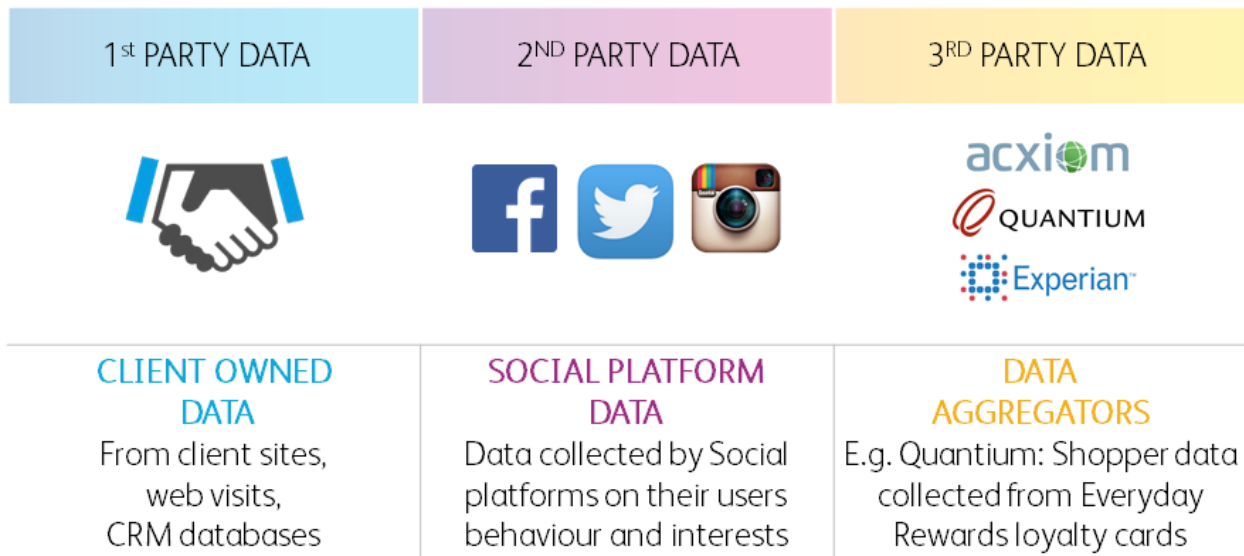 1st PARTY DATA
2ND PARTY DATA
3RD PARTY DATA
acxiom
QUANTIUM
Experian™
CLIENT OWNED
DATA
From client sites,
web visits,
CRM databases
SOCIAL PLATFORM
DATA
Data collected by Social
platforms on their users
behaviour and interests
DATA
AGGREGATORS
E.g. Quantium: Shopper data
collected from Everyday
Rewards loyalty cards